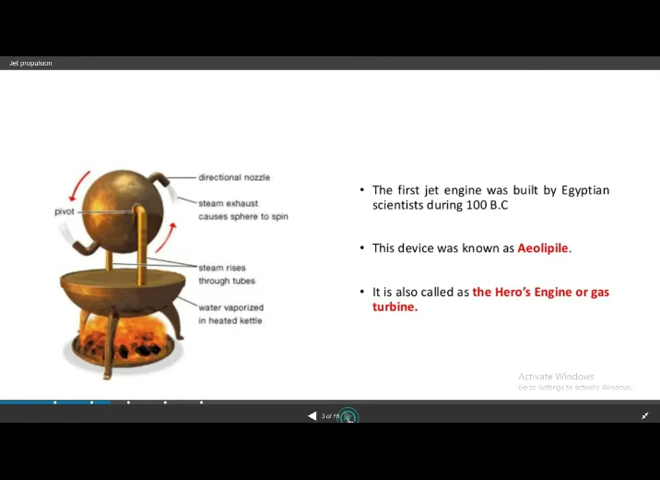 Jet propulsion
directional nozzle
steam exhaust
causes sphere to spin
pivot
steam rises
through tubes
water vaporized
in heated kettle
• The first jet engine was built by Egyptian
scientists during 100 B.C
• This device was known as Aeolipile.
• It is also called as the Hero's Engine or gas
turbine.
Activate Windows
Go to Settings to activate Windows.
3 of 18